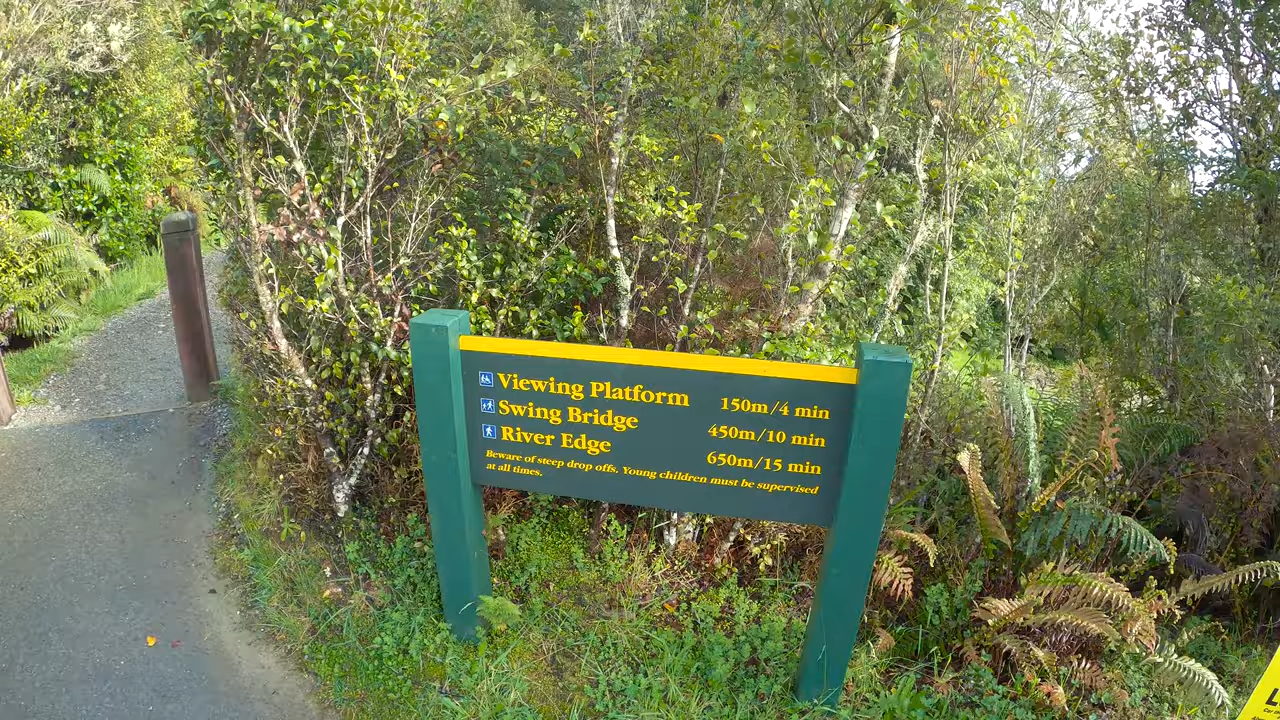 Viewing Platform 150m/4 min
Swing Bridge 450m/10 min
River Edge 650m/15 min
Beware of steep drop offs. Young children must be supervised
at all times.